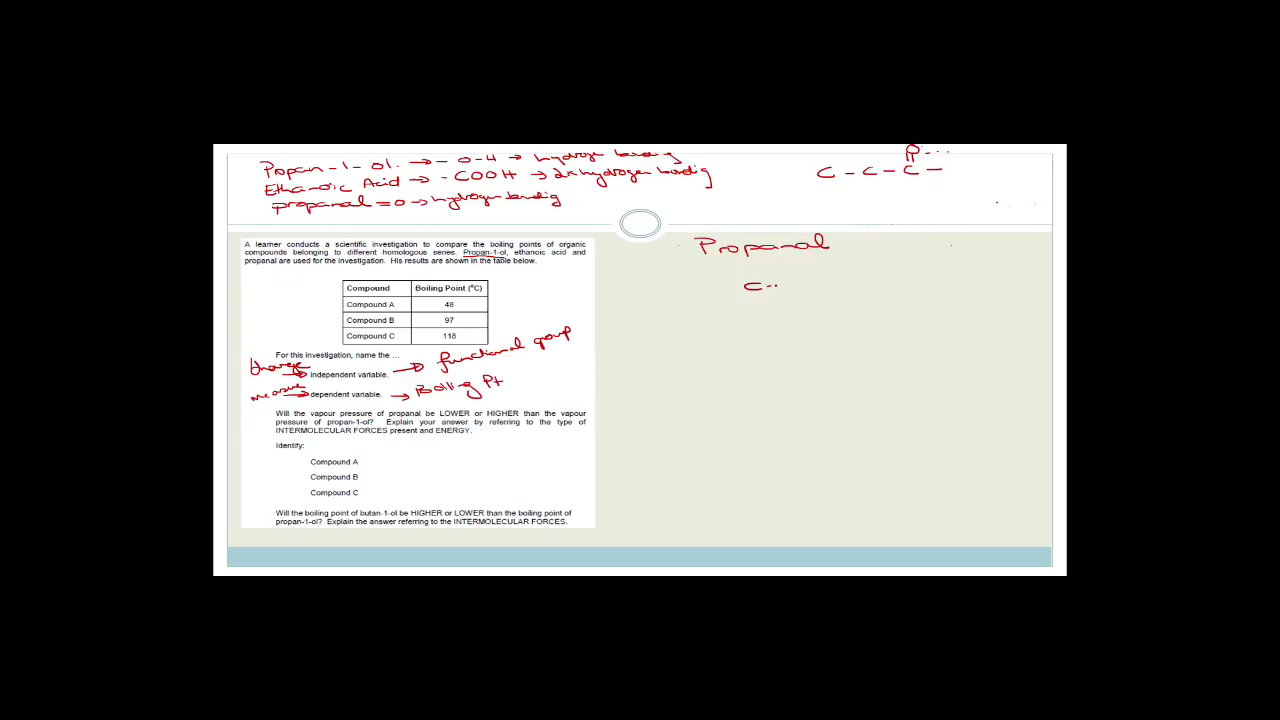 Propan-1-ol. → - O-H → hydrogen bonding
Ethanoic Acid → - COOH → 2x hydrogen bonding
propanal =O → hydrogen bondig
O...
C - C - C -
A learner conducts a scientific investigation to compare the boiling points of organic
compounds belonging to different homologous series. Propan-1-ol, ethanoic acid and
propanal are used for the investigation. His results are shown in the table below.
Compound Boiling Point (⁰C)
Compound A 48
Compound B 97
Compound C 118
For this investigation, name the ...
change → independent variable. → functional group
measure → dependent variable. → Boiling Pt
Will the vapour pressure of propanal be LOWER or HIGHER than the vapour
pressure of propan-1-ol? Explain your answer by referring to the type of
INTERMOLECULAR FORCES present and ENERGY.
Identify:
Compound A
Compound B
Compound C
Will the boiling point of butan-1-ol be HIGHER or LOWER than the boiling point of
propan-1-ol? Explain the answer referring to the INTERMOLECULAR FORCES.
Propanal
C..